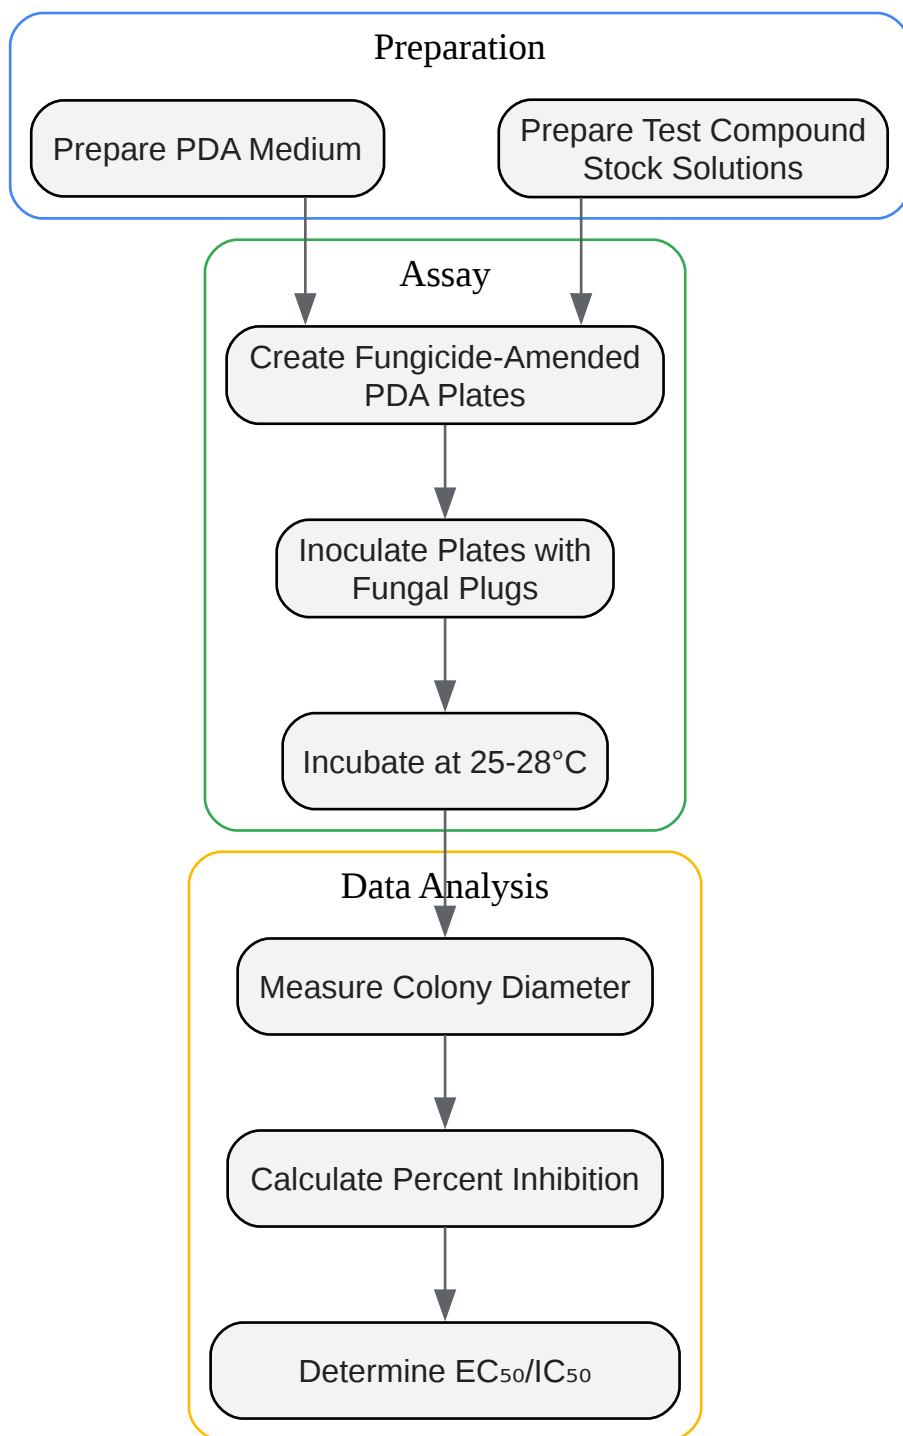 Preparation
Prepare PDA Medium
Prepare Test Compound
Stock Solutions
Assay
Create Fungicide-Amended
PDA Plates
Inoculate Plates with
Fungal Plugs
Incubate at 25-28°C
Data Analysis
Measure Colony Diameter
Calculate Percent Inhibition
Determine EC₅₀/IC₅₀